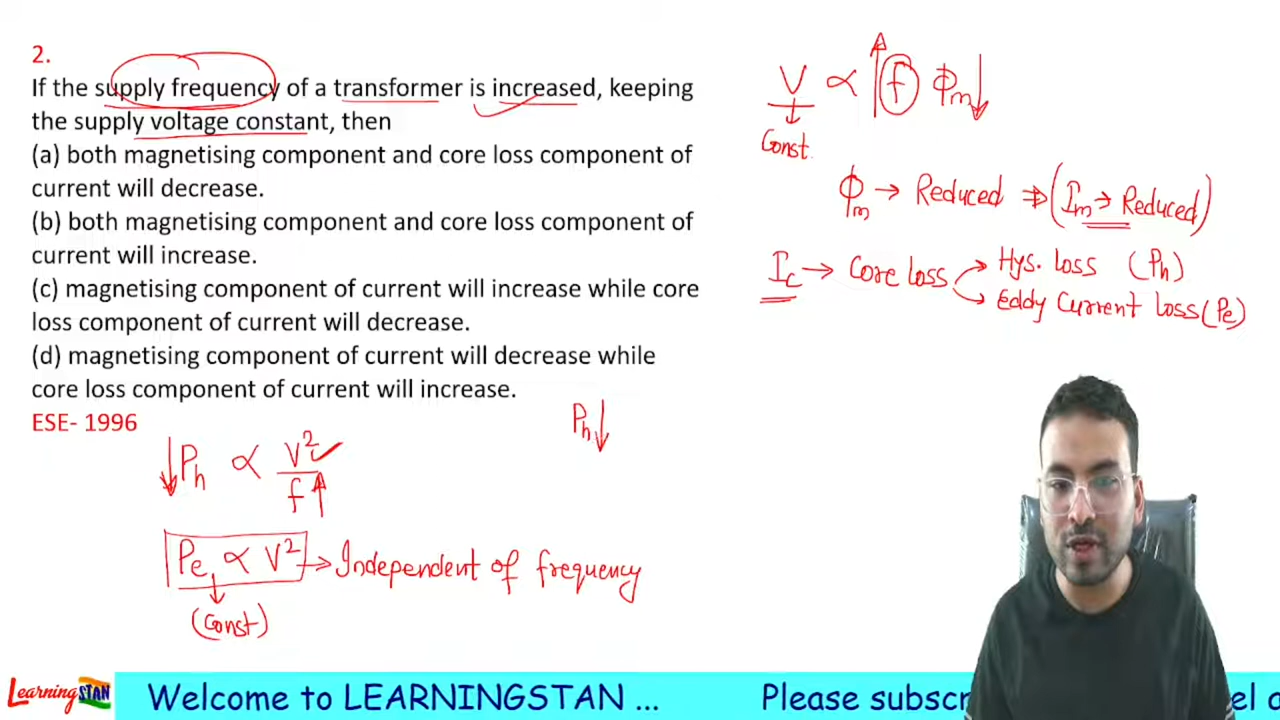 2.
If the supply frequency of a transformer is increased, keeping
the supply voltage constant, then
(a) both magnetising component and core loss component of
current will decrease.
(b) both magnetising component and core loss component of
current will increase.
(c) magnetising component of current will increase while core
loss component of current will decrease.
(d) magnetising component of current will decrease while
core loss component of current will increase.
ESE- 1996
↓Ph ∝ V²/f↑
Pe ∝ V² → Independent of frequency
(Const)
Ph↓
V ∝ ↑f ϕm↓
Const.
ϕm → Reduced ⇒ (Im → Reduced)
Ic → Core loss
Hys. loss (Ph)
Eddy Current loss (Pe)
Learning STAN
Welcome to LEARNINGSTAN ...
Please subscr